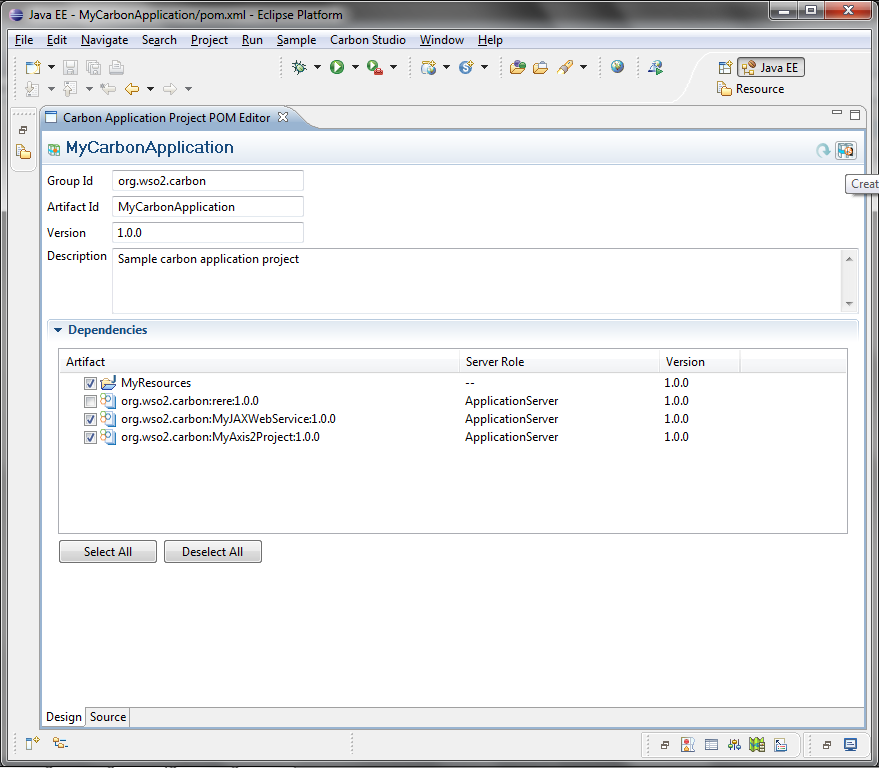 Java EE - MyCarbonApplication/pom.xml - Eclipse Platform
File Edit Navigate Search Project Run Sample Carbon Studio Window Help
Java EE
Resource
Carbon Application Project POM Editor
MyCarbonApplication
Creat
Group Id org.wso2.carbon
Artifact Id MyCarbonApplication
Version 1.0.0
Description Sample carbon application project
Dependencies
Artifact Server Role Version
MyResources -- 1.0.0
org.wso2.carbon:rere:1.0.0 ApplicationServer 1.0.0
org.wso2.carbon:MyJAXWebService:1.0.0 ApplicationServer 1.0.0
org.wso2.carbon:MyAxis2Project:1.0.0 ApplicationServer 1.0.0
Select All Deselect All
Design Source